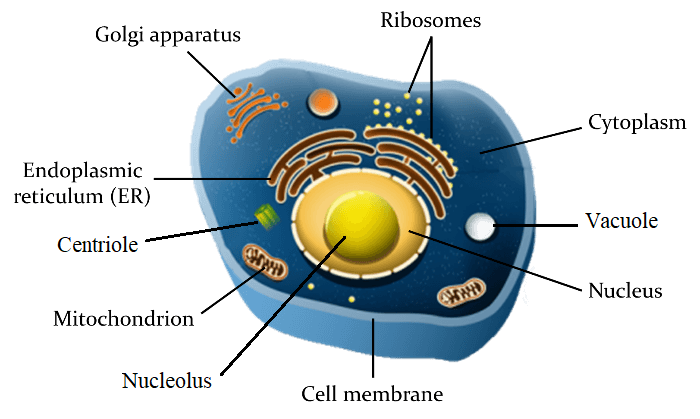 Ribosomes
Golgi apparatus
Cytoplasm
Endoplasmic
reticulum (ER)
Vacuole
Centriole
Nucleus
Mitochondrion
Nucleolus
Cell membrane